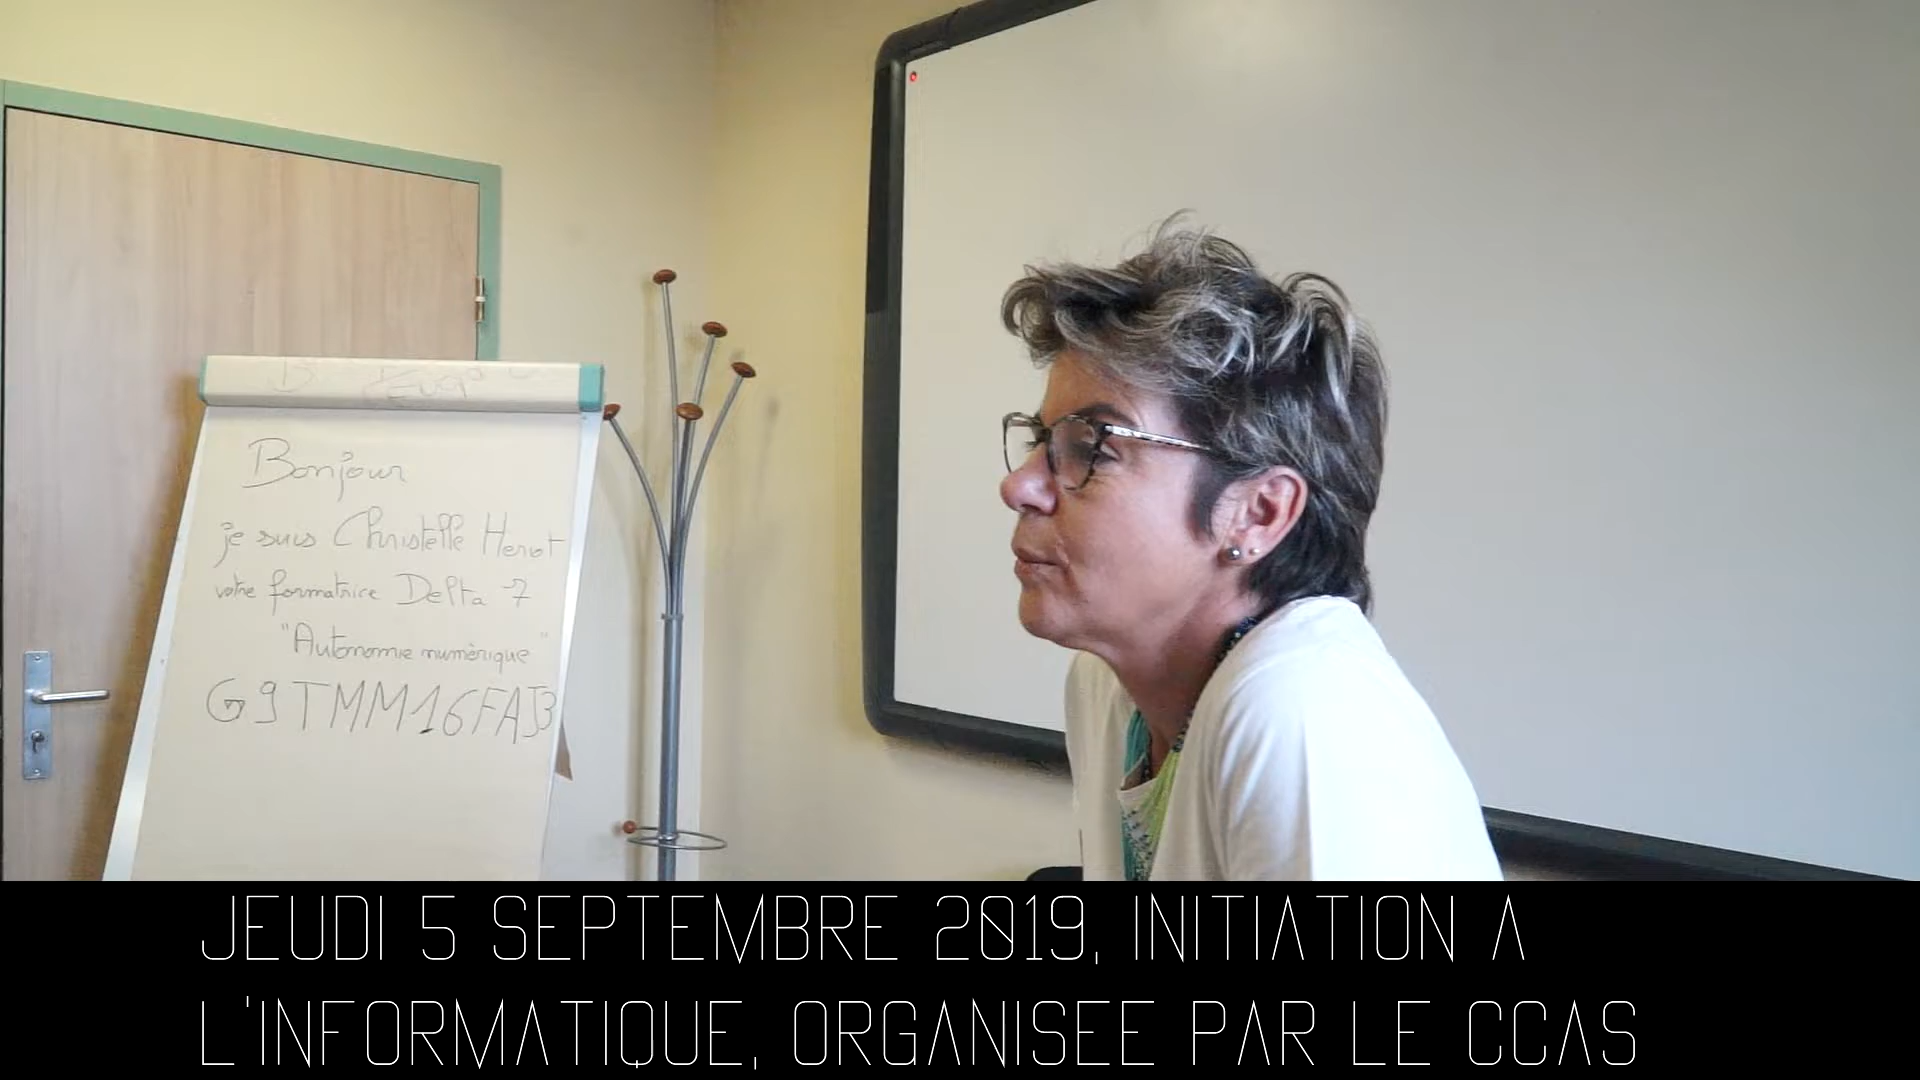 Bonjour
je suis Christelle Heriot
votre formatrice Delta 7
"Autonomie numérique"
G9TMM16FAJ3
JEUDI 5 SEPTEMBRE 2019, INITIATION A
L'INFORMATIQUE, ORGANISEE PAR LE CCAS